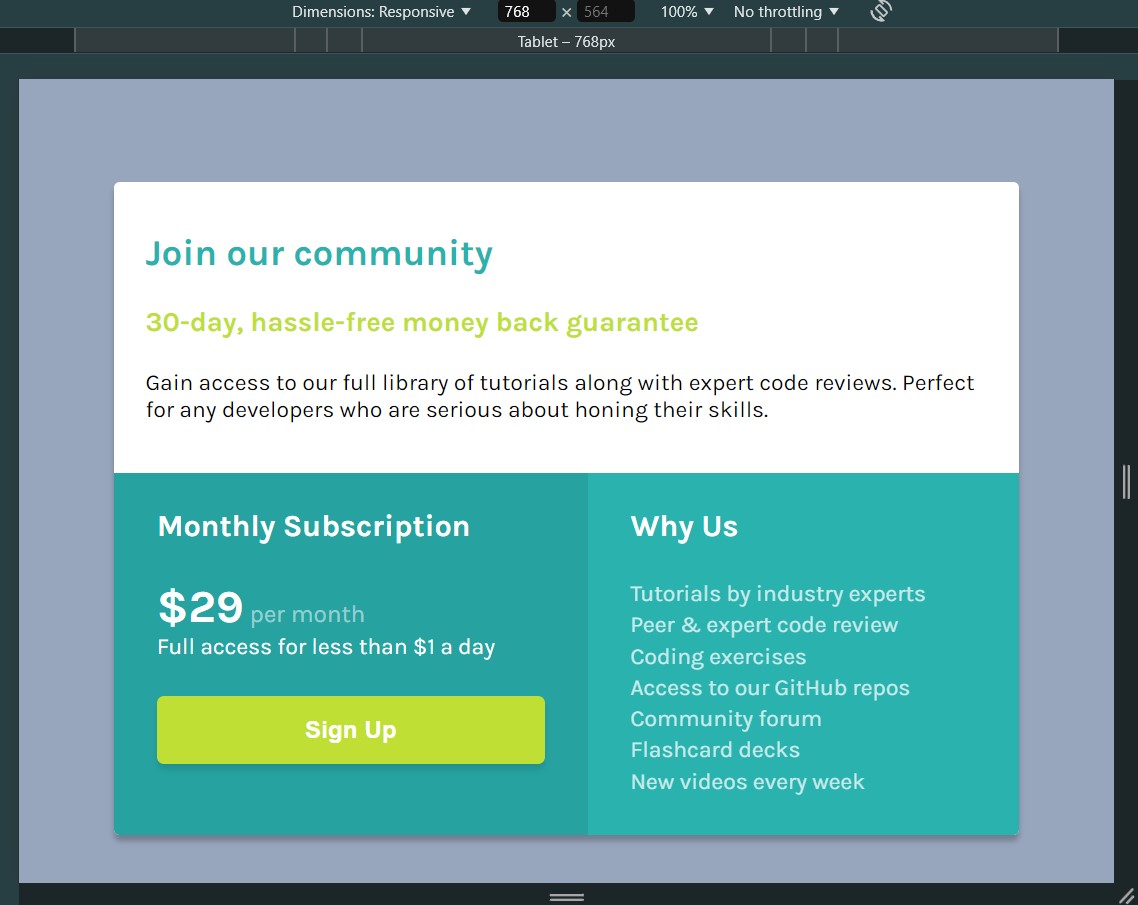 Dimensions: Responsive ▼ 768 × 564 100% ▼ No throttling ▼
Tablet – 768px
Join our community
30-day, hassle-free money back guarantee
Gain access to our full library of tutorials along with expert code reviews. Perfect
for any developers who are serious about honing their skills.
Monthly Subscription
$29 per month
Full access for less than $1 a day
Sign Up
Why Us
Tutorials by industry experts
Peer & expert code review
Coding exercises
Access to our GitHub repos
Community forum
Flashcard decks
New videos every week